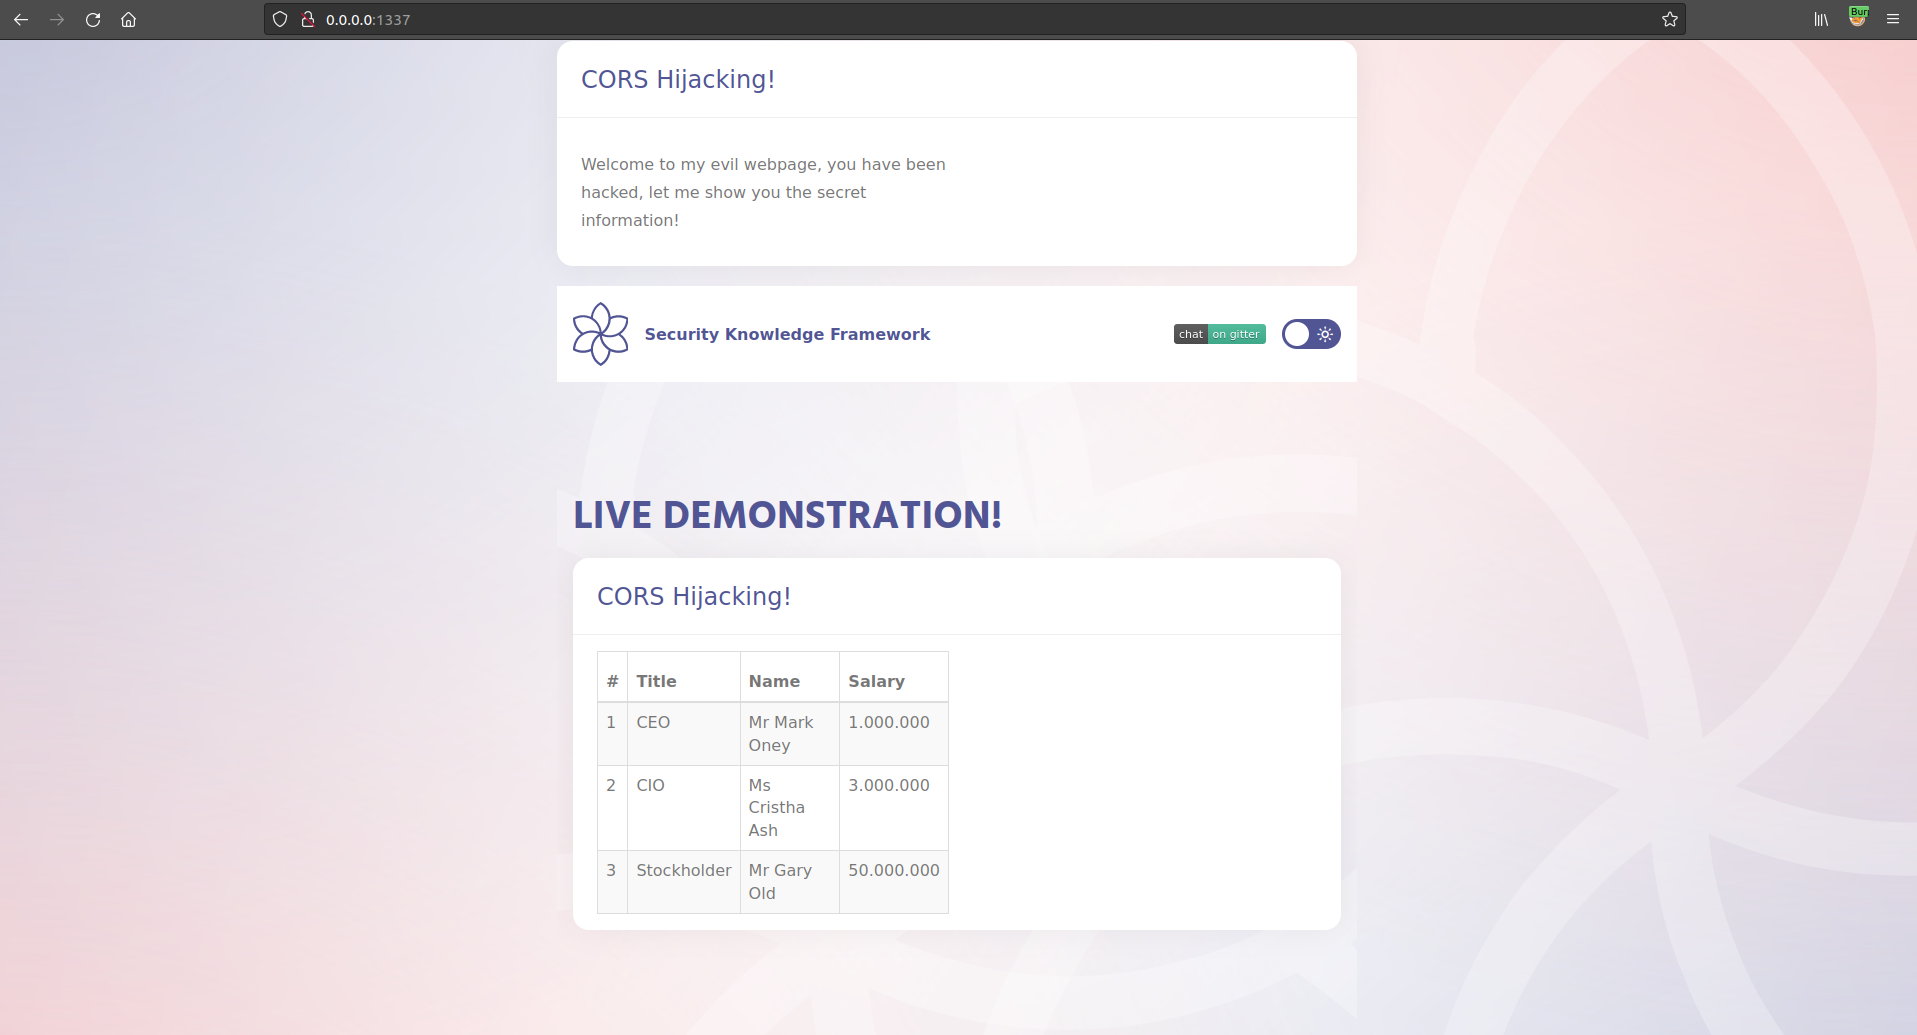 0.0.0.0:1337
Bur
CORS Hijacking!
Welcome to my evil webpage, you have been
hacked, let me show you the secret
information!
Security Knowledge Framework
chat on gitter
LIVE DEMONSTRATION!
CORS Hijacking!
# Title Name Salary
1 CEO Mr Mark 1.000.000
Oney
2 CIO Ms 3.000.000
Cristha
Ash
3 Stockholder Mr Gary 50.000.000
Old